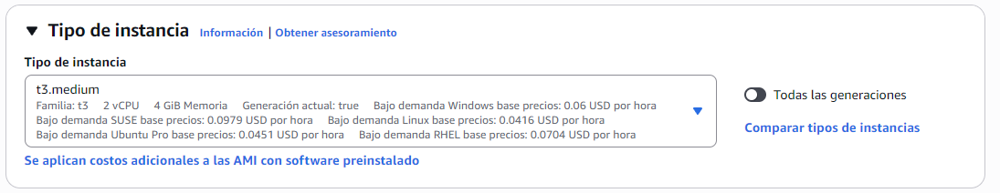 Tipo de instancia Información | Obtener asesoramiento
Tipo de instancia
t3.medium
Familia: t3 2 vCPU 4 GiB Memoria Generación actual: true Bajo demanda Windows base precios: 0.06 USD por hora
Bajo demanda SUSE base precios: 0.0979 USD por hora Bajo demanda Linux base precios: 0.0416 USD por hora
Bajo demanda Ubuntu Pro base precios: 0.0451 USD por hora Bajo demanda RHEL base precios: 0.0704 USD por hora
Todas las generaciones
Comparar tipos de instancias
Se aplican costos adicionales a las AMI con software preinstalado